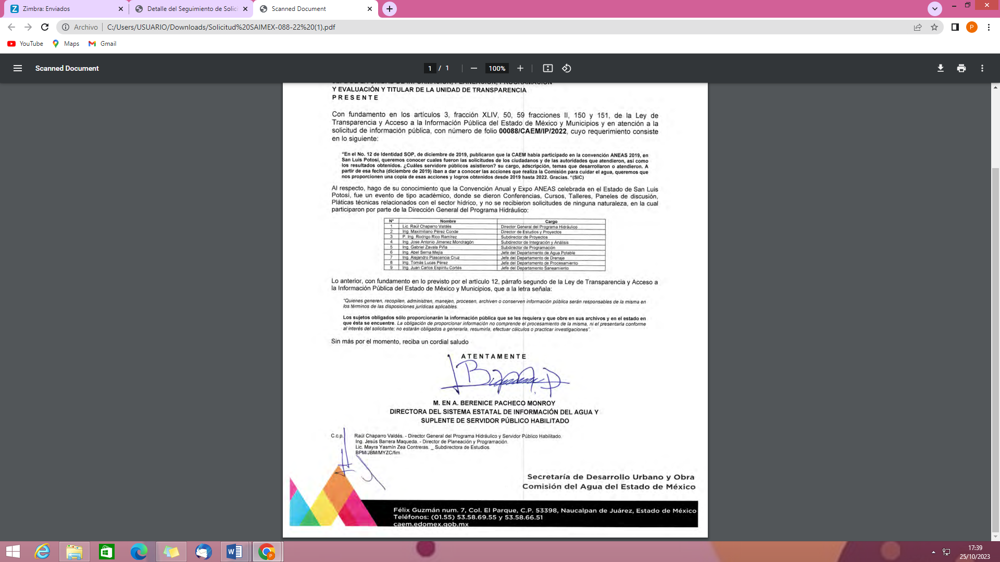 Zimbra: Enviados
Detalle del Seguimiento de Solici
Scanned Document
Archivo
C:/Users/USUARIO/Downloads/Solicitud%20SAIMEX-088-22%20(1).pdf
P
YouTube
Maps
Gmail
Scanned Document
1 / 1
100%
Y EVALUACIÓN Y TITULAR DE LA UNIDAD DE TRANSPARENCIA
P R E S E N T E
Con fundamento en los artículos 3, fracción XLIV, 50, 59 fracciones II, 150 y 151, de la Ley de
Transparencia y Acceso a la Información Pública del Estado de México y Municipios y en atención a la
solicitud de información pública, con número de folio 00088/CAEM/IP/2022, cuyo requerimiento consiste
en lo siguiente:
"En el No. 12 de Identidad SOP, de diciembre de 2019, publicaron que la CAEM había participado en la convención ANEAS 2019, en
San Luis Potosí, queremos conocer cuales fueron las solicitudes de los ciudadanos y de las autoridades que atendieron, así como
los resultados obtenidos. ¿Cuáles servidore públicos asistieron? su cargo, adscripción, temas que desarrollaron o atendieron. A
partir de esa fecha (diciembre de 2019) iban a dar a conocer las acciones que realiza la Comisión para cuidar el agua, queremos que
nos proporcionen una copia de esas acciones y logros obtenidos desde 2019 hasta 2022. Gracias. "(SIC)
Al respecto, hago de su conocimiento que la Convención Anual y Expo ANEAS celebrada en el Estado de San Luis
Potosí, fue un evento de tipo académico, donde se dieron Conferencias, Cursos, Talleres, Paneles de discusión,
Pláticas técnicas relacionados con el sector hídrico, y no se recibieron solicitudes de ninguna naturaleza, en la cual
participaron por parte de la Dirección General del Programa Hidráulico:
N° Nombre Cargo
1 Lic. Raúl Chaparro Valdés Director General del Programa Hidráulico
2 Ing. Maximiliano Pérez Conde Director de Estudios y Proyectos
3 P. Ing. Rodrigo Rico Ramírez Subdirector de Proyectos
4 Ing. Jose Antonio Jimenez Mondragón Subdirector de Integración y Análisis
5 Ing. Gabriel Zavala Piña Subdirector de Programación
6 Ing. Abel Serna Mejía Jefe del Departamento de Agua Potable
7 Ing. Alejandro Plascencia Cruz Jefe del Departamento de Drenaje
8 Ing. Tomás Lucas Pérez Jefe del Departamento de Procesamiento
9 Ing. Juan Carlos Espíritu Cortés Jefe del Departamento Saneamiento
Lo anterior, con fundamento en lo previsto por el artículo 12, párrafo segundo de la Ley de Transparencia y Acceso a
la Información Pública del Estado de México y Municipios, que a la letra señala:
"Quienes generen, recopilen, administren, manejen, procesen, archiven o conserven información pública serán responsables de la misma en
los términos de las disposiciones jurídicas aplicables.
Los sujetos obligados sólo proporcionarán la información pública que se les requiera y que obre en sus archivos y en el estado en
que ésta se encuentre. La obligación de proporcionar información no comprende el procesamiento de la misma, ni el presentarla conforme
al interés del solicitante; no estarán obligados a generarla, resumirla, efectuar cálculos o practicar investigaciones".
Sin más por el momento, reciba un cordial saludo
A T E N T A M E N T E
M. EN A. BERENICE PACHECO MONROY
DIRECTORA DEL SISTEMA ESTATAL DE INFORMACIÓN DEL AGUA Y
SUPLENTE DE SERVIDOR PÚBLICO HABILITADO
C.c.p. Raúl Chaparro Valdés. - Director General del Programa Hidráulico y Servidor Público Habilitado.
Ing. Jesús Barrera Maqueda. - Director de Planeación y Programación.
Lic. Mayra Yasmín Zea Contreras. _ Subdirectora de Estudios.
BPM/JBM/MYZC/fim
Secretaría de Desarrollo Urbano y Obra
Comisión del Agua del Estado de México
Félix Guzmán num. 7, Col. El Parque, C.P. 53398, Naucalpan de Juárez, Estado de México
Teléfonos: (01.55) 53.58.69.55 y 53.58.66.51
caem.edomex.gob.mx
17:39
25/10/2023